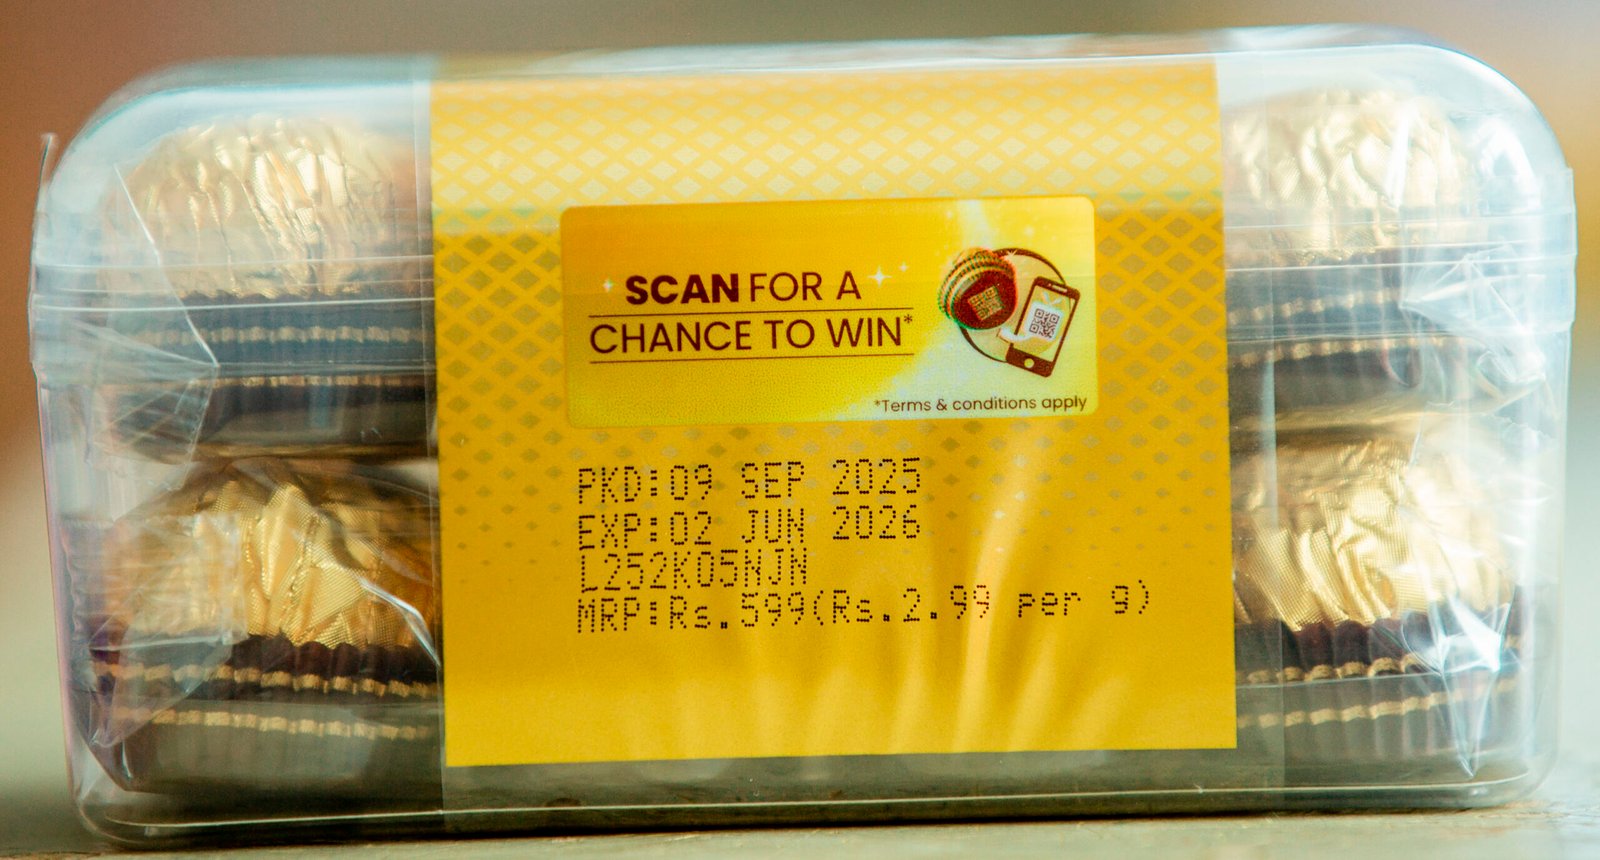 SCAN FOR A
CHANCE TO WIN*
*Terms & conditions apply
PKD:09 SEP 2025
EXP:02 JUN 2026
L252K05NJN
MRP:Rs.599(Rs.2.99 per g)